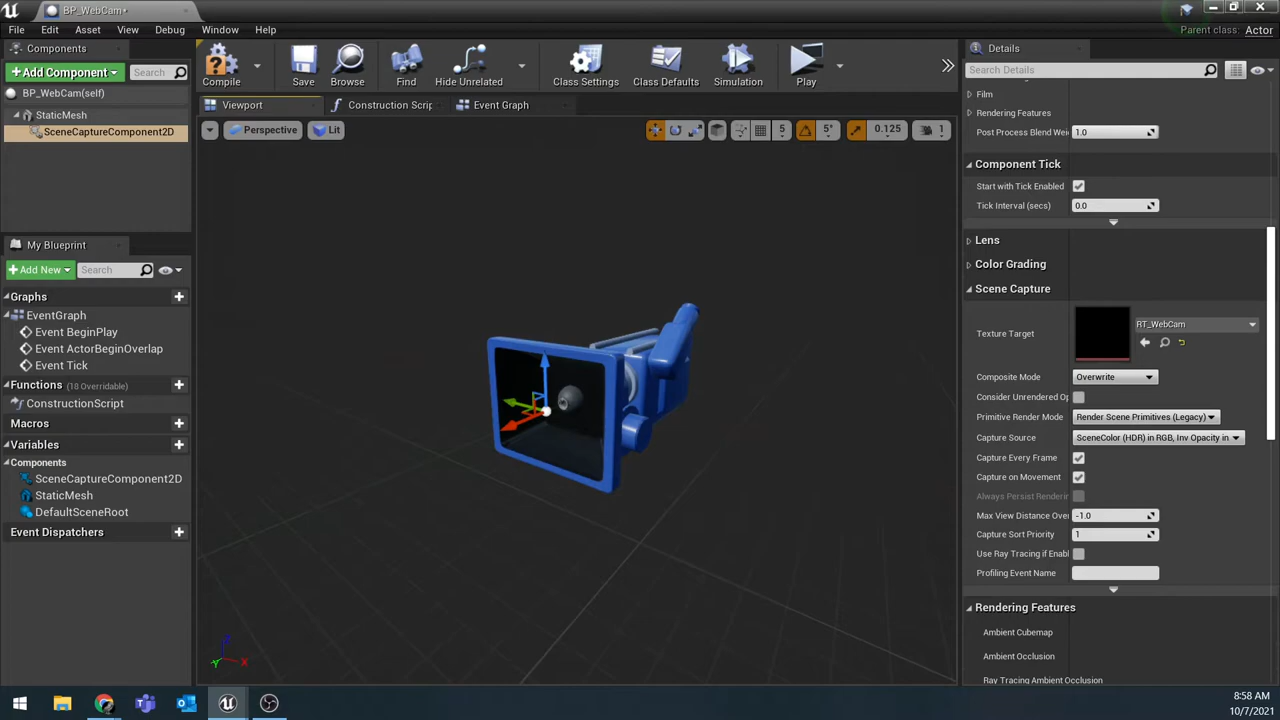 BP_WebCam*
File Edit Asset View Debug Window Help
Parent class: Actor
Components
Add Component Search
BP_WebCam(self)
StaticMesh
SceneCaptureComponent2D
My Blueprint
Add New Search
Graphs
EventGraph
Event BeginPlay
Event ActorBeginOverlap
Event Tick
Functions (18 Overridable)
ConstructionScript
Macros
Variables
Components
SceneCaptureComponent2D
StaticMesh
DefaultSceneRoot
Event Dispatchers
Compile Save Browse Find Hide Unrelated Class Settings Class Defaults Simulation Play
Viewport Construction Scrip Event Graph
Perspective Lit 5 5° 0.125 1
Z
Y X
Details
Search Details
Film
Rendering Features
Post Process Blend Wei 1.0
Component Tick
Start with Tick Enabled
Tick Interval (secs) 0.0
Lens
Color Grading
Scene Capture
Texture Target RT_WebCam
Composite Mode Overwrite
Consider Unrendered Op
Primitive Render Mode Render Scene Primitives (Legacy)
Capture Source SceneColor (HDR) in RGB, Inv Opacity in
Capture Every Frame
Capture on Movement
Always Persist Renderin
Max View Distance Over -1.0
Capture Sort Priority 1
Use Ray Tracing if Enabl
Profiling Event Name
Rendering Features
Ambient Cubemap
Ambient Occlusion
Ray Tracing Ambient Occlusion
8:58 AM
10/7/2021